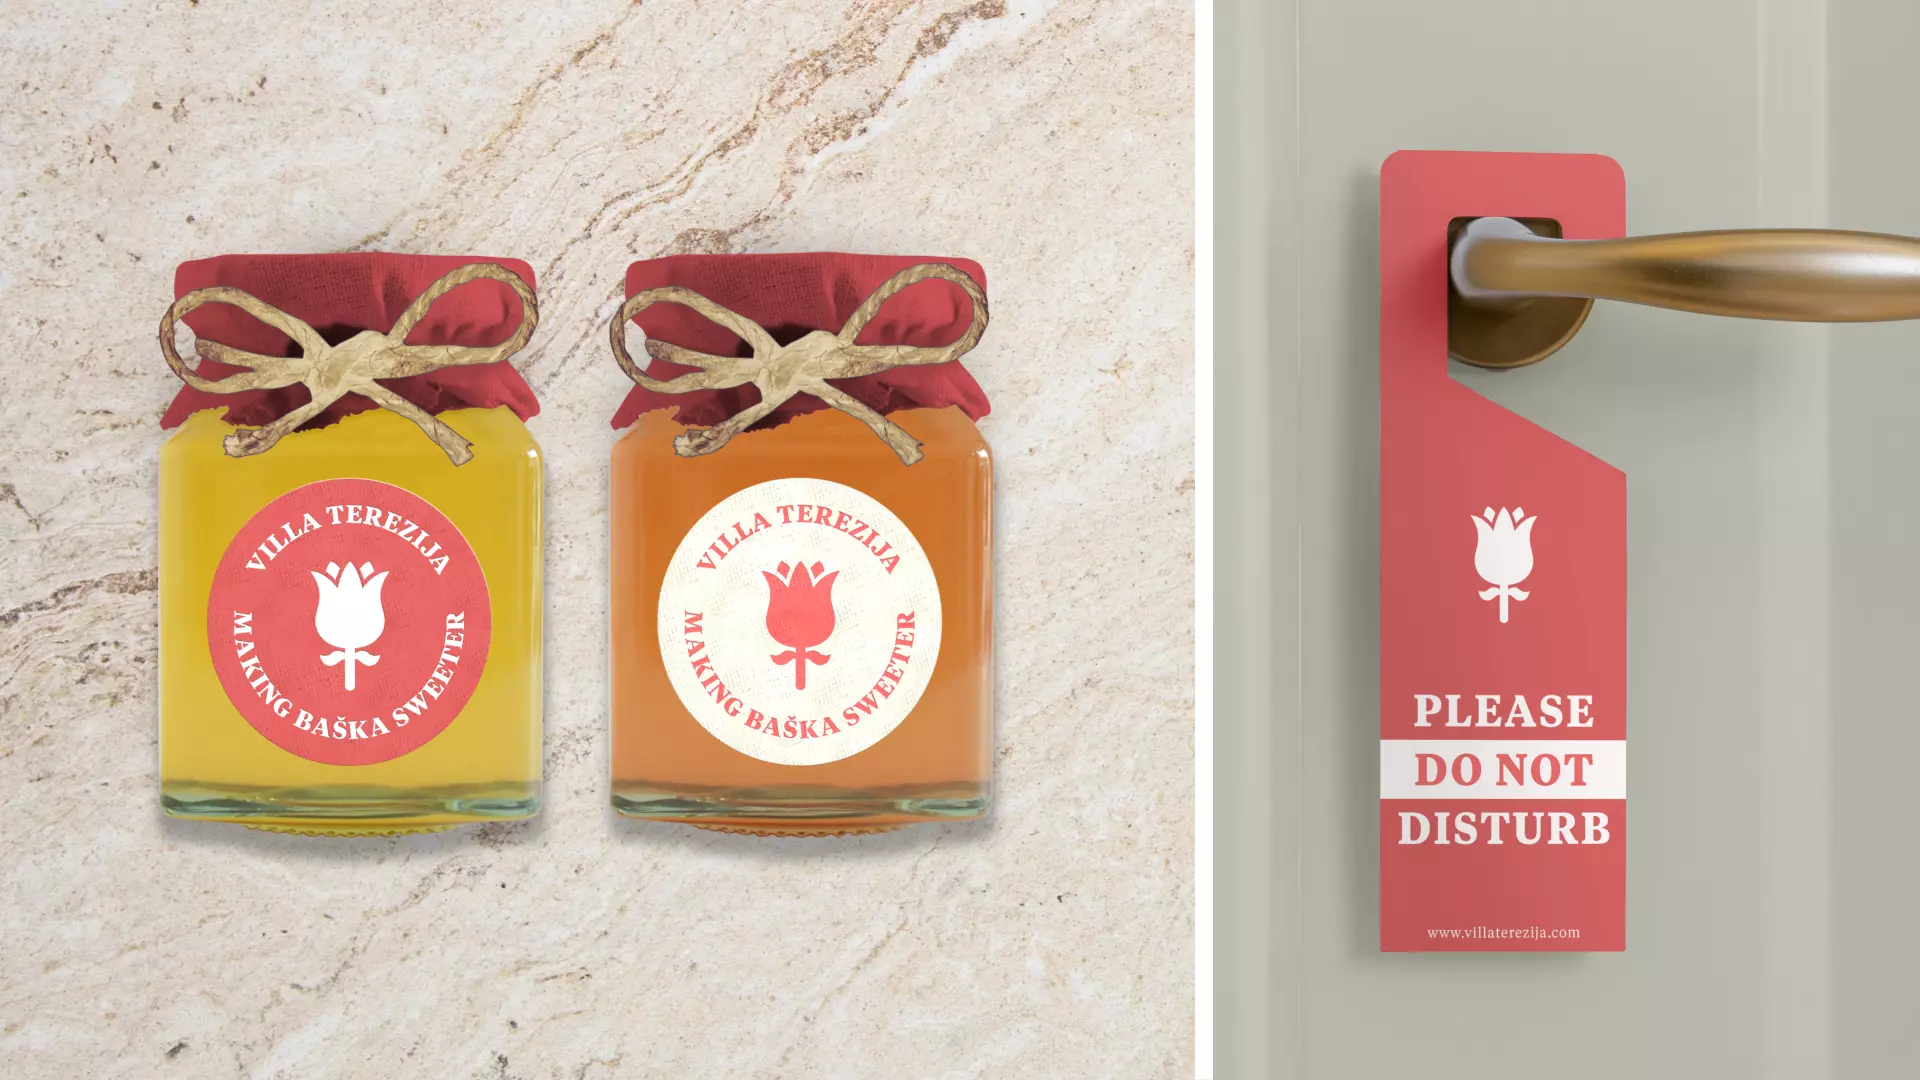 VILLA TEREZIJA
MAKING BAŠKA SWEETER
VILLA TEREZIJA
MAKING BAŠKA SWEETER
PLEASE
DO NOT
DISTURB
www.villaterezija.com